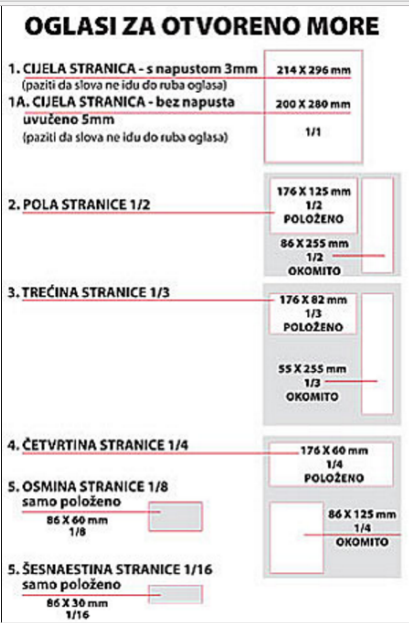 OGLASI ZA OTVORENO MORE
1. CIJELA STRANICA - s napustom 3mm
(paziti da slova ne idu do ruba oglasa)
214 X 296 mm
1A. CIJELA STRANICA - bez napusta
uvučeno 5mm
(paziti da slova ne idu do ruba oglasa)
200 X 280 mm
1/1
2. POLA STRANICE 1/2
176 X 125 mm
1/2
POLOŽENO
86 X 255 mm
1/2
OKOMITO
3. TREĆINA STRANICE 1/3
176 X 82 mm
1/3
POLOŽENO
55 X 255 mm
1/3
OKOMITO
4. ČETVRTINA STRANICE 1/4
176 X 60 mm
1/4
POLOŽENO
86 X 125 mm
1/4
OKOMITO
5. OSMINA STRANICE 1/8
samo položeno
86 X 60 mm
1/8
5. ŠESNAESTINA STRANICE 1/16
samo položeno
86 X 30 mm
1/16